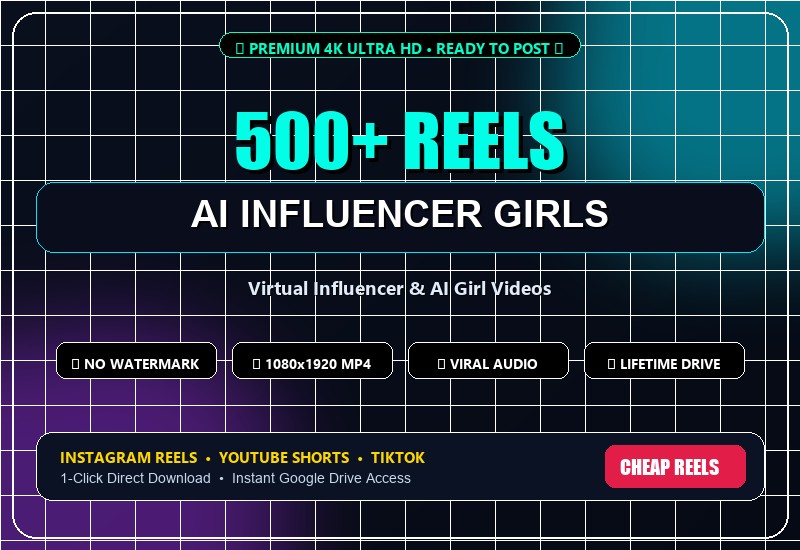 PREMIUM 4K ULTRA HD • READY TO POST
500+ REELS
AI INFLUENCER GIRLS
Virtual Influencer & AI Girl Videos
NO WATERMARK
1080x1920 MP4
VIRAL AUDIO
LIFETIME DRIVE
INSTAGRAM REELS • YOUTUBE SHORTS • TIKTOK
1-Click Direct Download • Instant Google Drive Access
CHEAP REELS